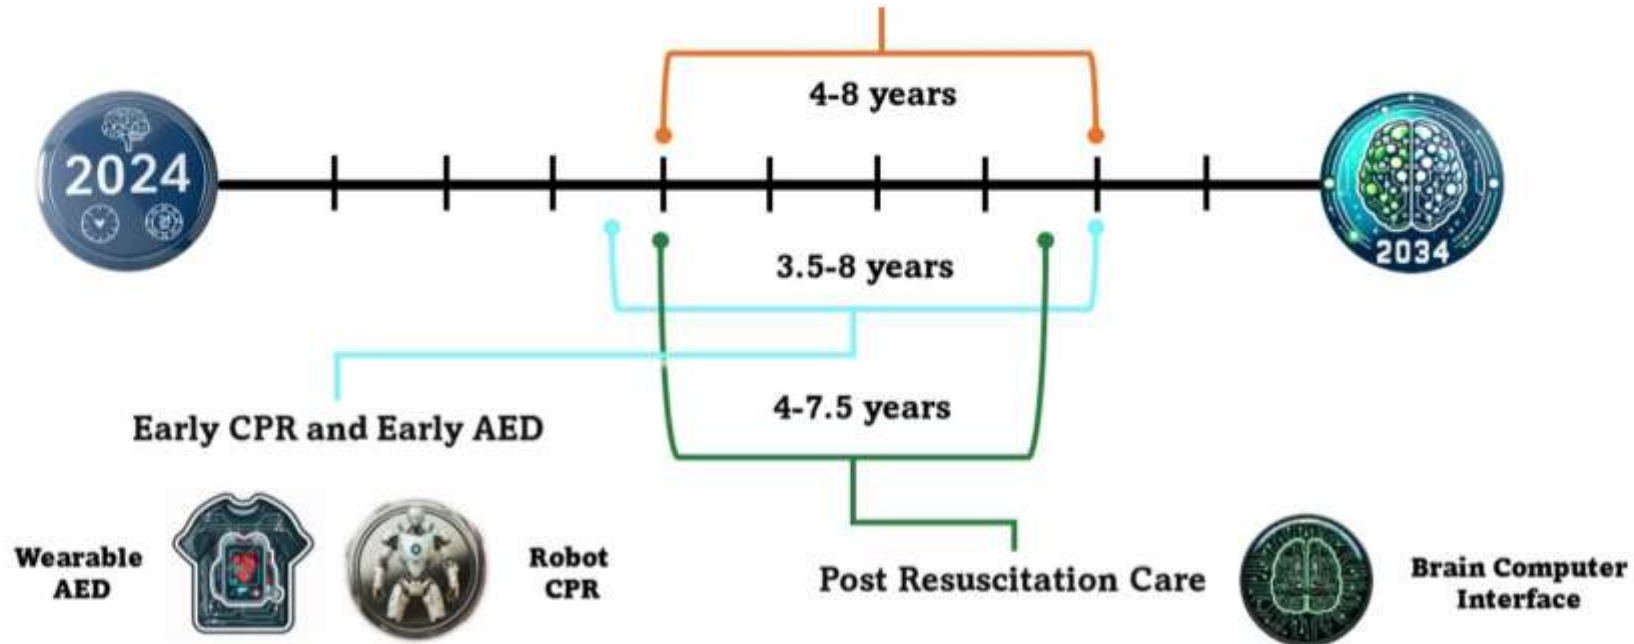 4-8 years
2024
2034
3.5-8 years
4-7.5 years
Early CPR and Early AED
Wearable
AED
Robot
CPR
Post Resuscitation Care
Brain Computer
Interface